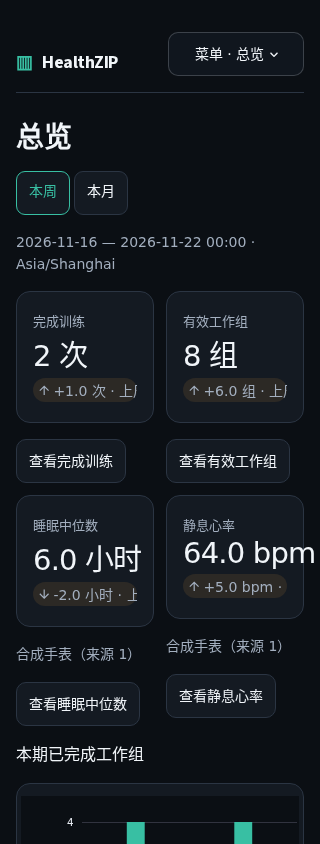 HealthZIP
菜单 · 总览
总览
本周 本月
2026-11-16 — 2026-11-22 00:00 ·
Asia/Shanghai
完成训练
2 次
↑ +1.0 次 · 上
查看完成训练
有效工作组
8 组
↑ +6.0 组 · 上
查看有效工作组
睡眠中位数
6.0 小时
↓ -2.0 小时 · 上
合成手表（来源 1）
查看睡眠中位数
静息心率
64.0 bpm
↑ +5.0 bpm ·
合成手表（来源 1）
查看静息心率
本期已完成工作组
4